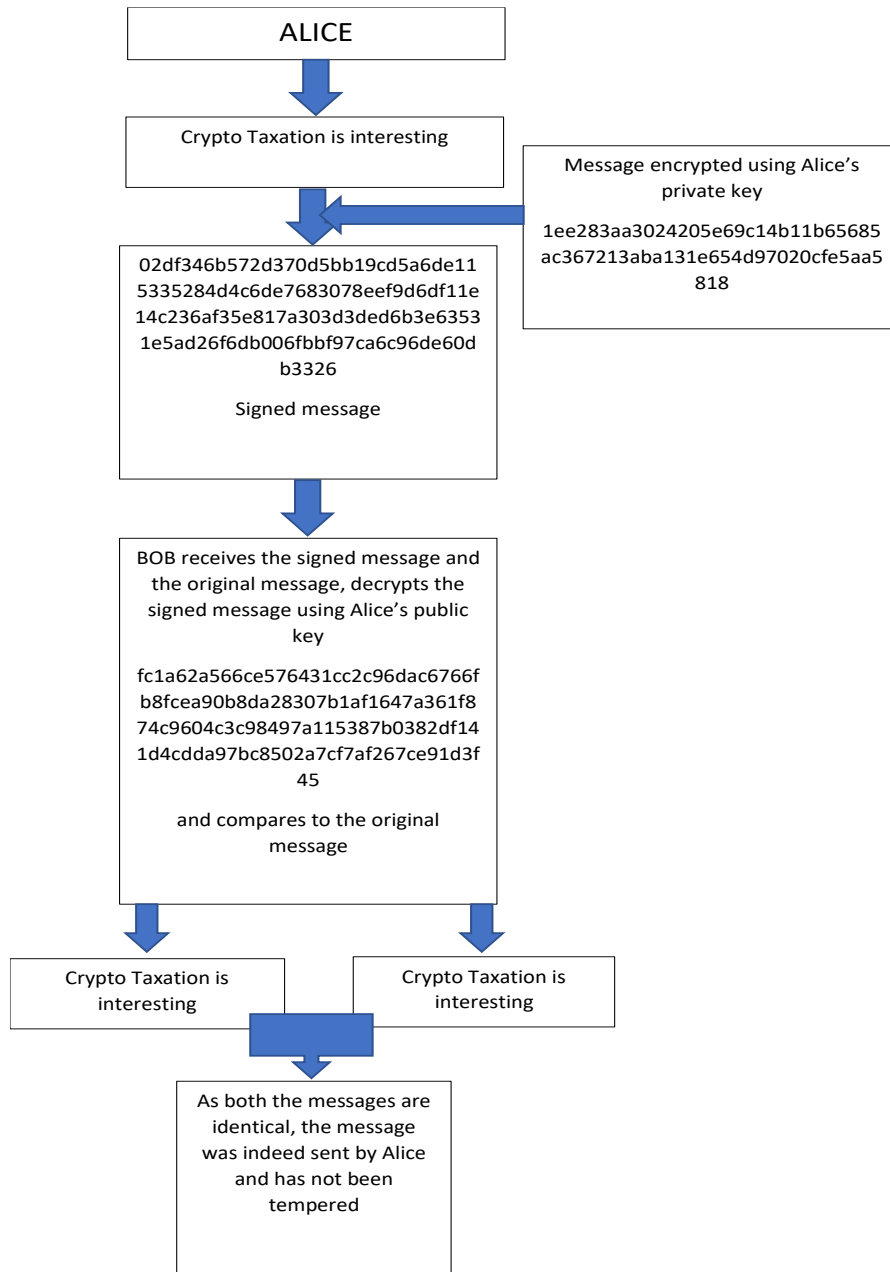 ALICE
Crypto Taxation is interesting
Message encrypted using Alice’s
private key
1ee283aa3024205e69c14b11b65685
ac367213aba131e654d97020cfe5aa5
818
02df346b572d370d5bb19cd5a6de11
5335284d4c6de7683078eef9d6df11e
14c236af35e817a303d3ded6b3e6353
1e5ad26f6db006fbbf97ca6c96de60d
b3326
Signed message
BOB receives the signed message and
the original message, decrypts the
signed message using Alice’s public
key
fc1a62a566ce576431cc2c96dac6766f
b8fcea90b8da28307b1af1647a361f8
74c9604c3c98497a115387b0382df14
1d4cdda97bc8502a7cf7af267ce91d3f
45
and compares to the original
message
Crypto Taxation is
interesting
Crypto Taxation is
interesting
As both the messages are
identical, the message
was indeed sent by Alice
and has not been
tempered